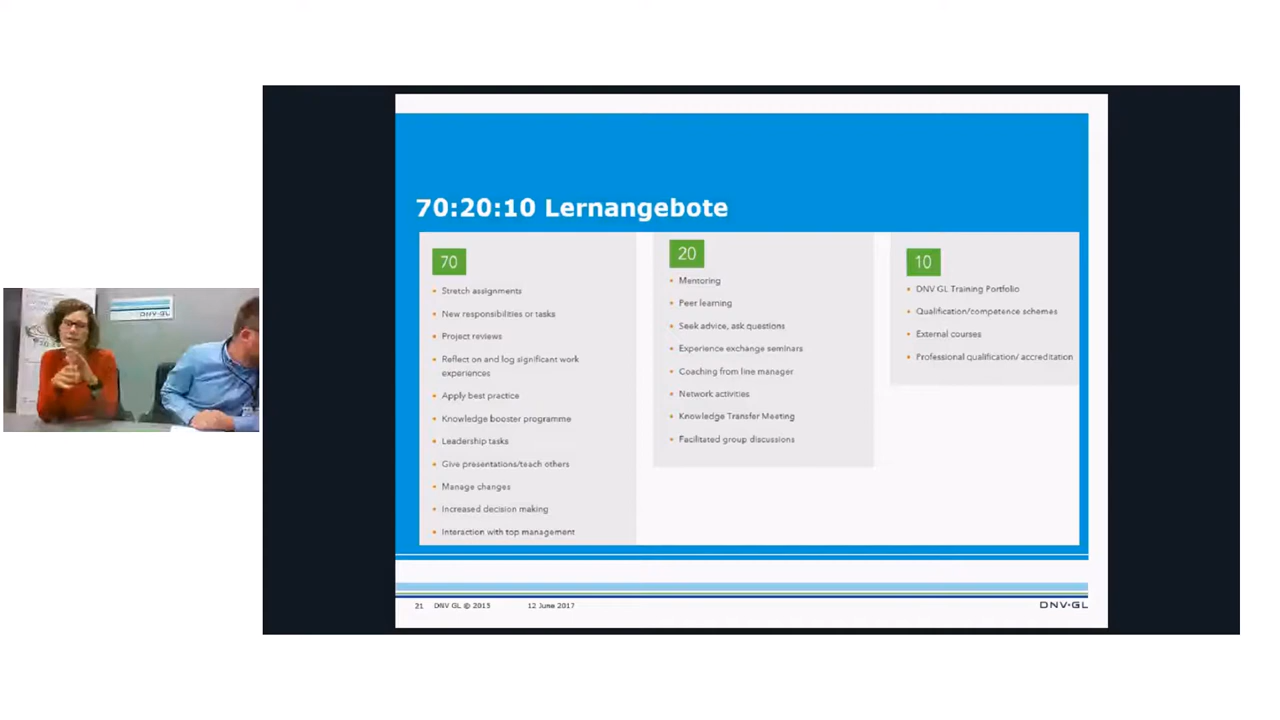 70:20:10 Lernangebote
70
Stretch assignments
New responsibilities or tasks
Project reviews
Reflect on and log significant work
experiences
Apply best practice
Knowledge booster programme
Leadership tasks
Give presentations/teach others
Manage changes
Increased decision making
Interaction with top management
20
Mentoring
Peer learning
Seek advice, ask questions
Experience exchange seminars
Coaching from line manager
Network activities
Knowledge Transfer Meeting
Facilitated group discussions
10
DNV GL Training Portfolio
Qualification/competence schemes
External courses
Professional qualification/ accreditation
21 DNV GL © 2015 12 June 2017
DNV·GL
DNV·GL